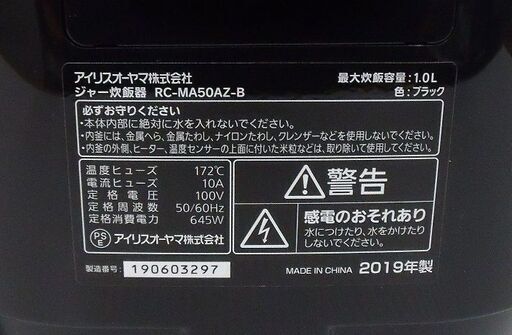 アイリスオーヤマ株式会社
ジャー炊飯器 RC-MA50AZ-B
最大炊飯容量:1.0L
色:ブラック
必ずお守りください
・本体内部に絶対に水を入れないでください。
・内釜には、金属へら、金属たわし、ナイロンたわし、クレンザーなどを使用しないでください。
・内釜の外側、ヒーター、温度センサーの上面に付いた米粒などは、取り除いて使用してください。
温度ヒューズ 172℃
電流ヒューズ 10A
定格電圧 100V
定格周波数 50/60Hz
定格消費電力 645W
PSE アイリスオーヤマ株式会社
製造番号: 190603297
警告
感電のおそれあり
水につけたり、水をかけたり
しないでください。
MADE IN CHINA 2019年製